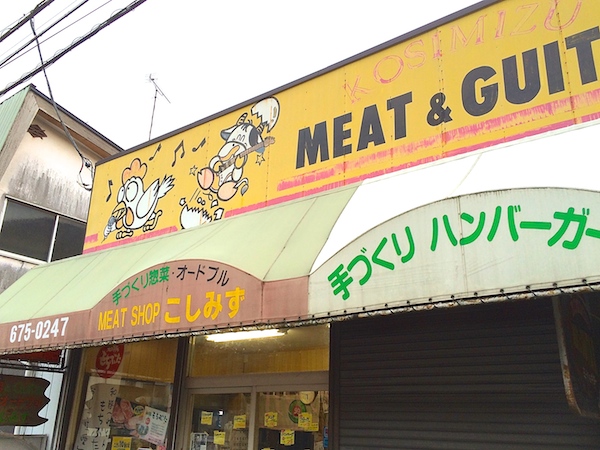 KOSIMIZU
MEAT & GUIT
手づくり惣菜・オードブル
MEAT SHOP こしみず
675-0247
手づくり ハンバーガー